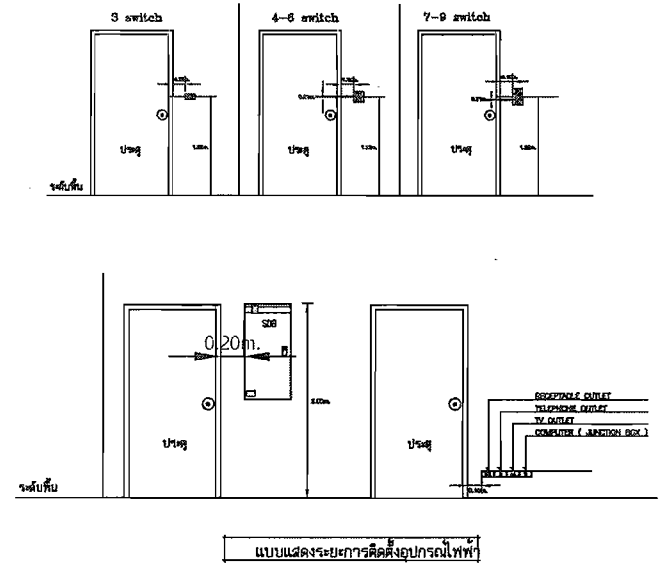 3 switch
4-6 switch
7-9 switch
ประตู
ประตู
ประตู
ระดับพื้น
SDB
0.20m.
2.00m.
RECEPTACLE OUTLET
TELEPHONE OUTLET
TV OUTLET
COMPUTER ( JUNCTION BOX )
ประตู
ประตู
ระดับพื้น
แบบแสดงระยะการติดตั้งอุปกรณ์ไฟฟ้า